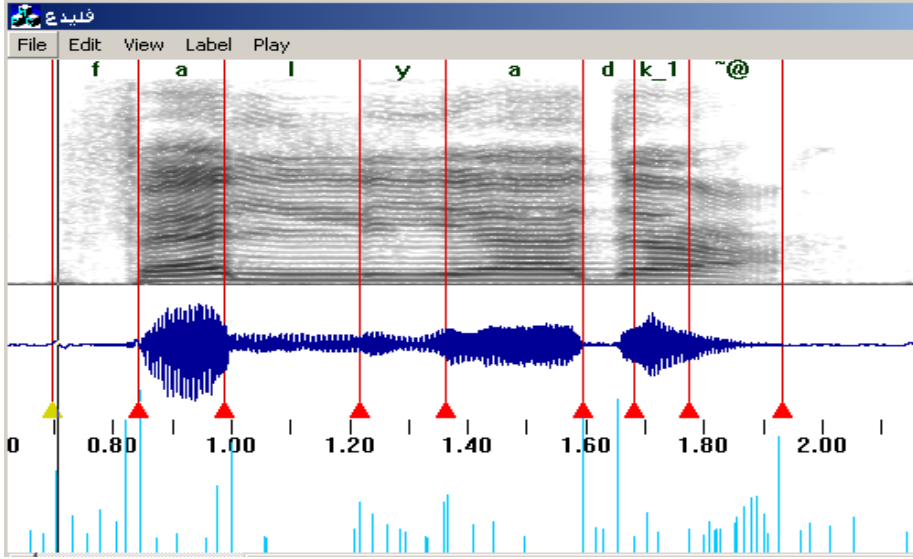 فليدع
File Edit View Label Play
f a l y a d k_1 ~@
0 0.80 1.00 1.20 1.40 1.60 1.80 2.00